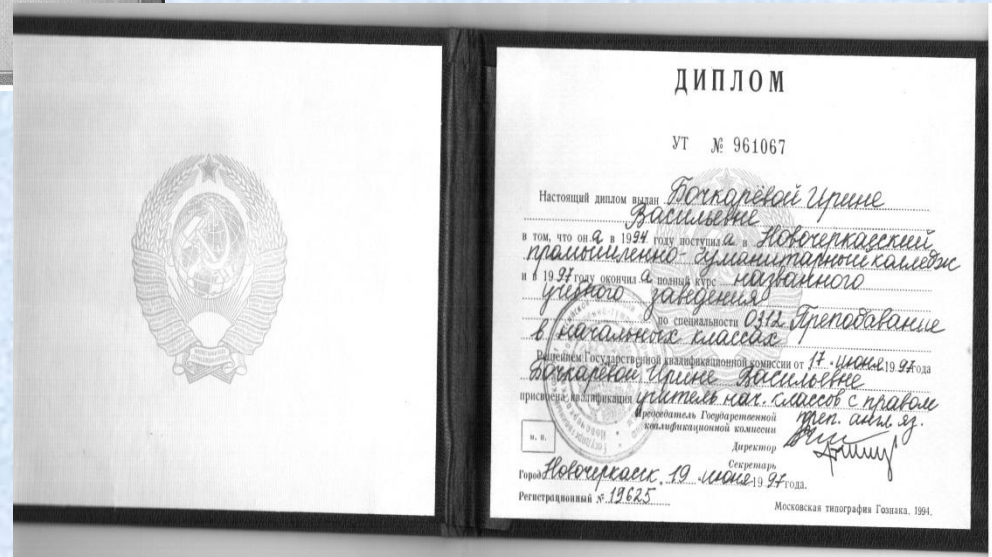 ДИПЛОМ
УТ № 961067
Настоящий диплом выдан Бочкарёвой Ирине
Васильевне
в том, что она в 1994 году поступила в Новочеркасский
промышленно-гуманитарный колледж
и в 1997 году окончила полный курс названного
учебного заведения
по специальности 0312 Преподавание
в начальных классах
Решением Государственной квалификационной комиссии от 17 июня 1997 года
Бочкарёвой Ирине Васильевне
присвоена квалификация учитель нач. классов с правом
преп. англ. яз.
Председатель Государственной
квалификационной комиссии
Директор
Секретарь
М. П.
Город Новочеркасск, 19 июня 1997 года.
Регистрационный № 19625
Московская типография Гознака. 1994.